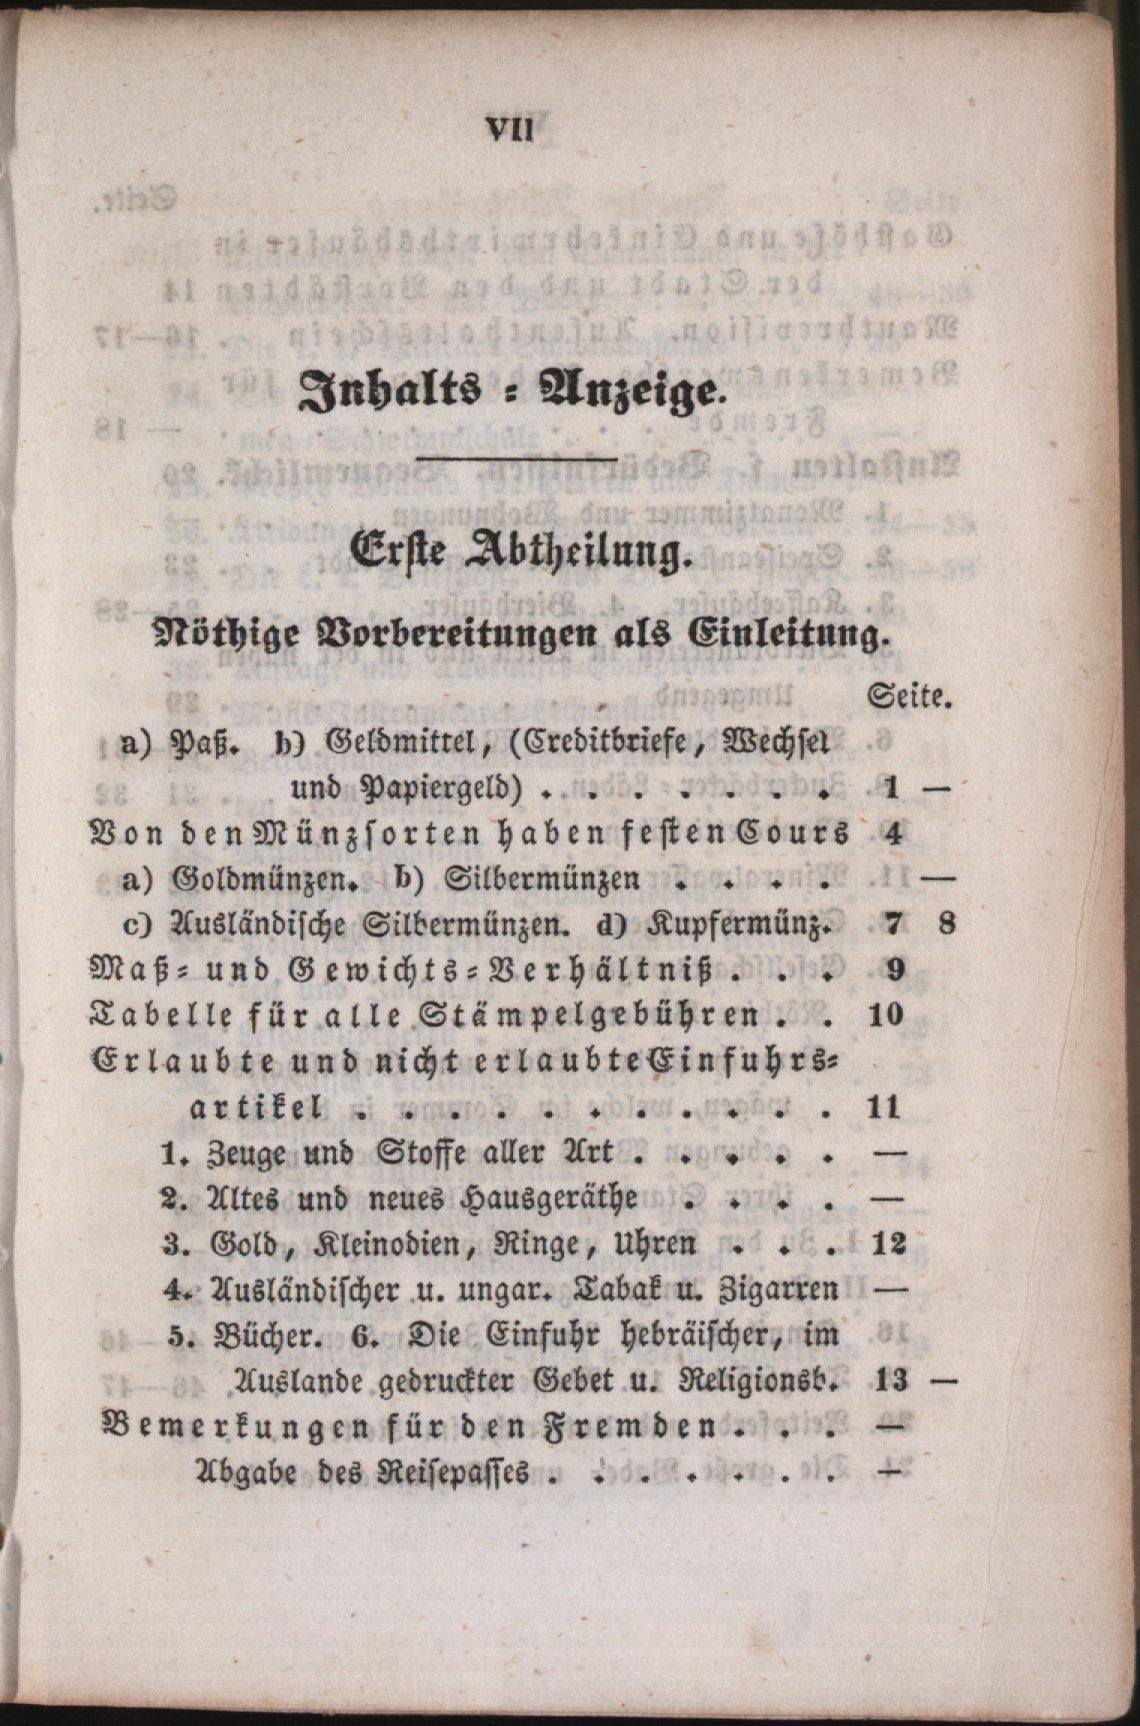 VII
Inhalts-Anzeige.
Erste Abtheilung.
Nöthige Vorbereitungen als Einleitung.
Seite.
a) Paß. b) Geldmittel, (Creditbriefe, Wechsel
und Papiergeld) . . . . . . . 1 —
Von den Münzsorten haben festen Cours 4
a) Goldmünzen. b) Silbermünzen . . . . —
c) Ausländische Silbermünzen. d) Kupfermünz. 7 8
Maß- und Gewichts-Verhältniß . . . 9
Tabelle für alle Stämpelgebühren . . 10
Erlaubte und nicht erlaubte Einfuhrs-
artikel . . . . . . . . . . . 11
1. Zeuge und Stoffe aller Art . . . . . —
2. Altes und neues Hausgeräthe . . . . —
3. Gold, Kleinodien, Ringe, Uhren . . . 12
4. Ausländischer u. ungar. Tabak u. Zigarren —
5. Bücher. 6. Die Einfuhr hebräischer, im
Auslande gedruckter Gebet u. Religionsb. 13 —
Bemerkungen für den Fremden . . . —
Abgabe des Reisepasses . . . . . . . —